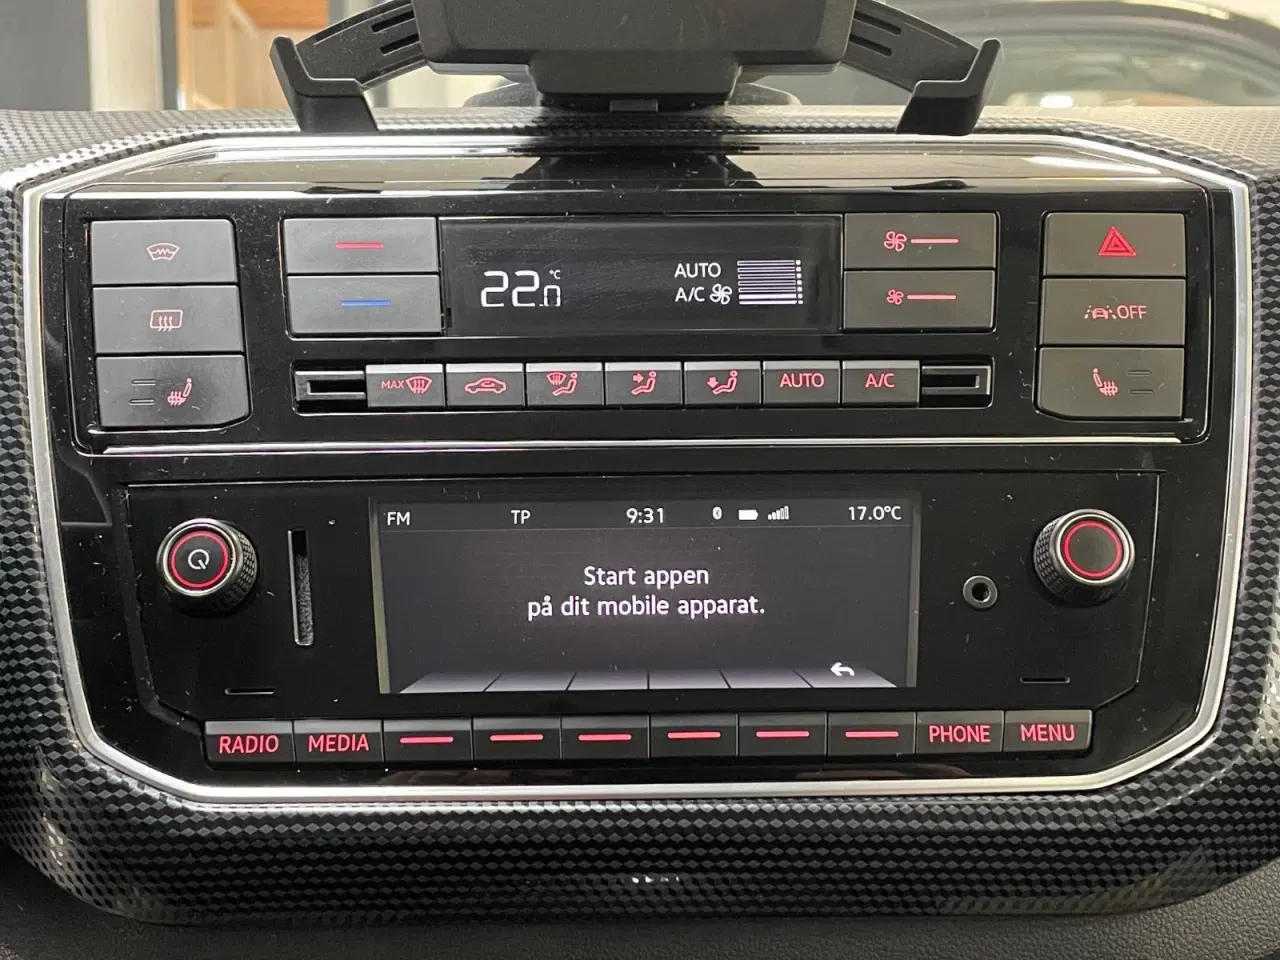 22.0 °C
AUTO
A/C
OFF
MAX
AUTO
A/C
FM TP 9:31 17.0°C
Start appen
på dit mobile apparat.
RADIO MEDIA PHONE MENU